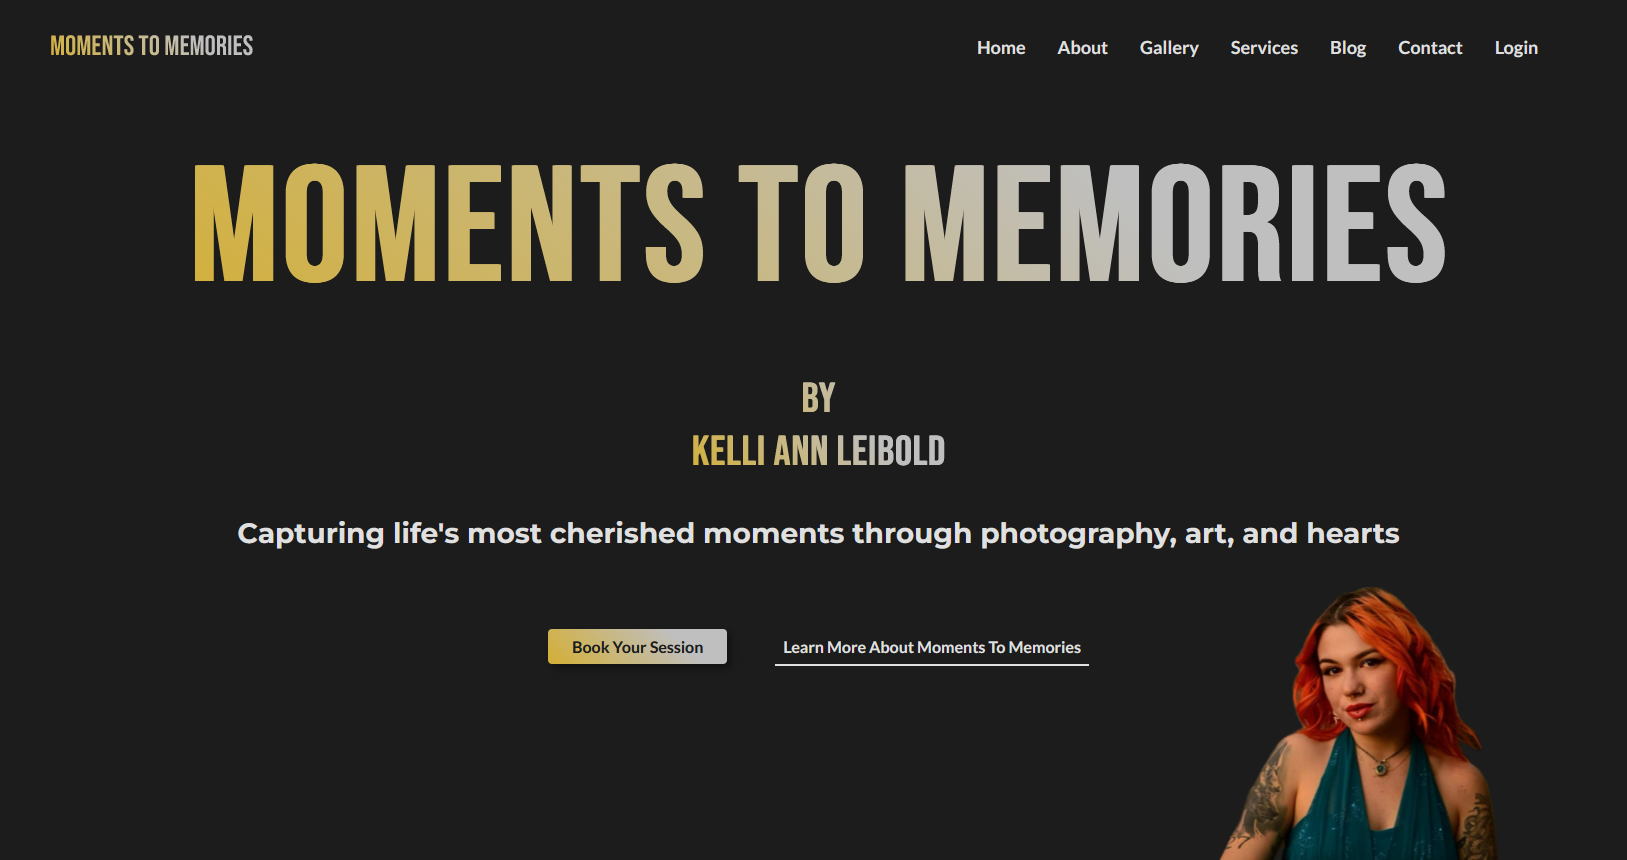 MOMENTS TO MEMORIES
Home About Gallery Services Blog Contact Login
MOMENTS TO MEMORIES
BY
KELLI ANN LEIBOLD
Capturing life's most cherished moments through photography, art, and hearts
Book Your Session
Learn More About Moments To Memories